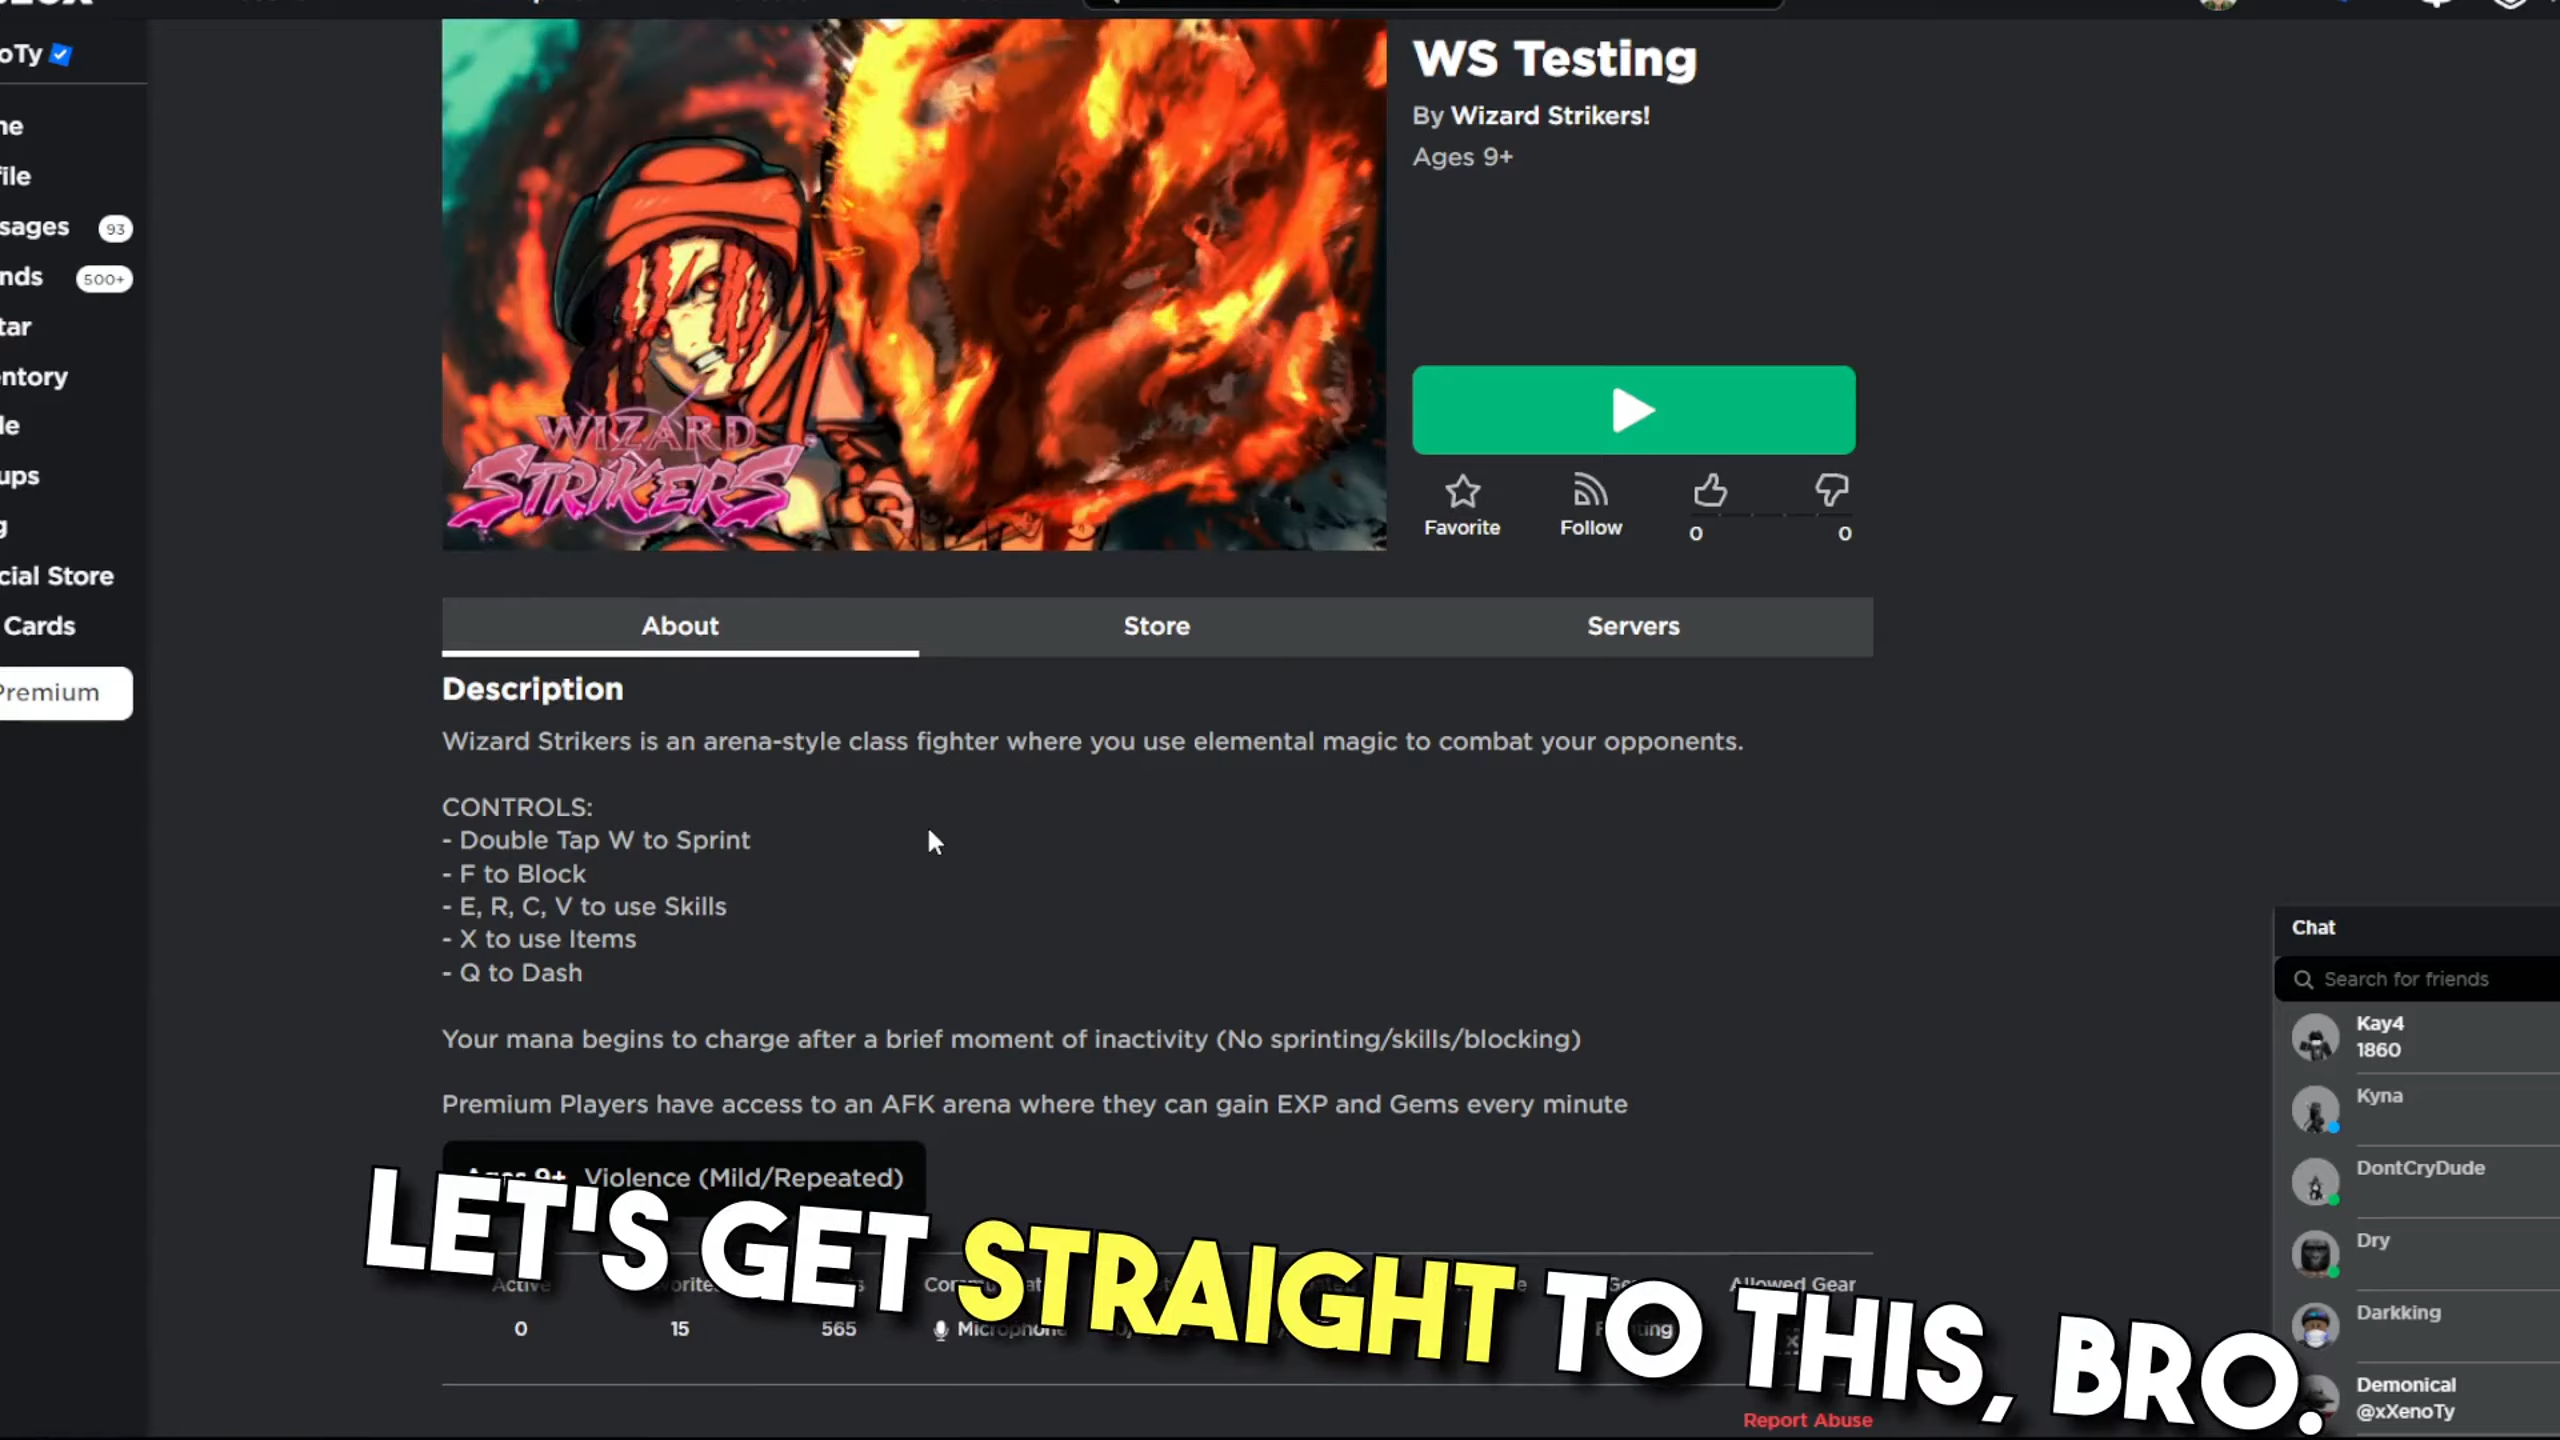 oTy
WS Testing
By Wizard Strikers!
Ages 9+
sages 93
nds 500+
tar
entory
ups
cial Store
Cards
Premium
WIZARD
STRIKERS
Favorite
Follow
0
0
About
Store
Servers
Description
Wizard Strikers is an arena-style class fighter where you use elemental magic to combat your opponents.
CONTROLS:
- Double Tap W to Sprint
- F to Block
- E, R, C, V to use Skills
- X to use Items
- Q to Dash
Your mana begins to charge after a brief moment of inactivity (No sprinting/skills/blocking)
Premium Players have access to an AFK arena where they can gain EXP and Gems every minute
Ages 9+ Violence (Mild/Repeated)
LET'S GET STRAIGHT TO THIS, BRO.
Active
Allowed Gear
0
15
565
Microphone
Report Abuse
Chat
Search for friends
Kay4
1860
Kyna
DontCryDude
Dry
Darkking
Demonical
@xXenoTy